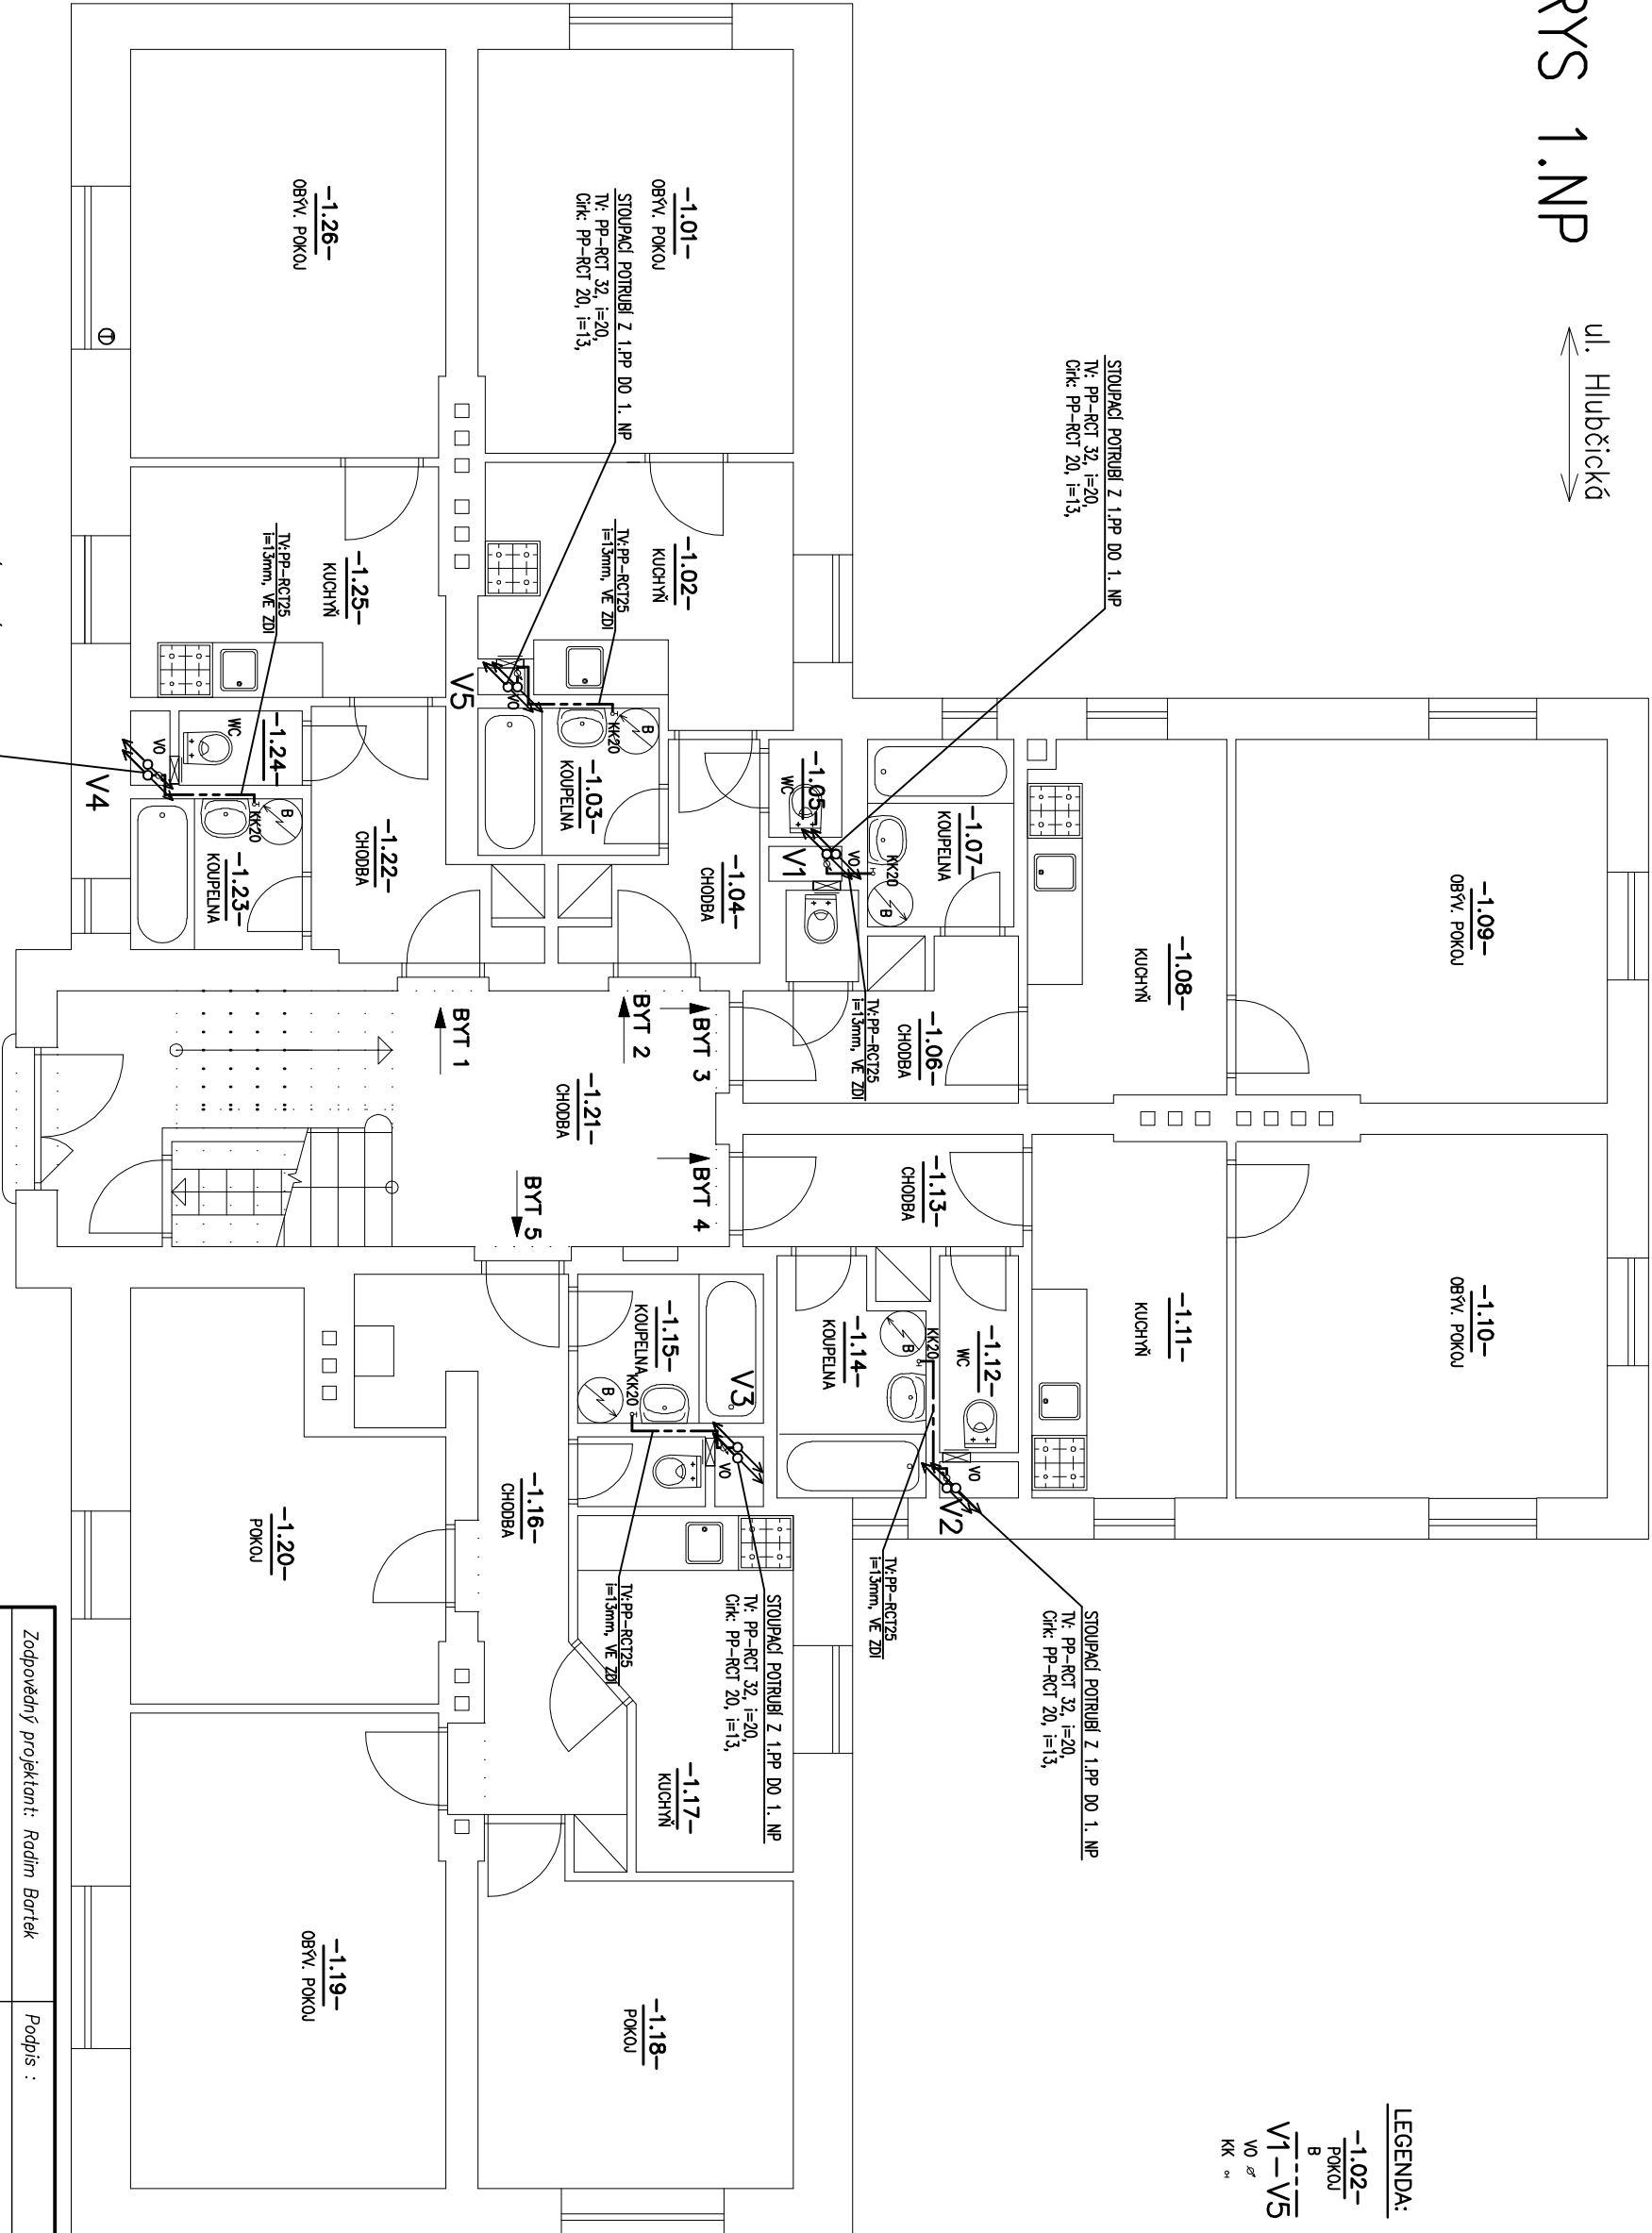 RYS 1.NP
ul. Hlubčická
STOUPACÍ POTRUBÍ Z 1.PP DO 1. NP
TV: PP-RCT 32, i=20,
Cirk: PP-RCT 20, i=13,
-1.09-
OBÝV. POKOJ
-1.10-
OBÝV. POKOJ
-1.08-
KUCHYŇ
-1.11-
KUCHYŇ
-1.07-
KOUPELNA
KK20
B
VO
V1
-1.05-
WC
-1.06-
CHODBA
TV:PP-RCT25
i=13mm, VE ZDI
-1.13-
CHODBA
-1.12-
WC
-1.14-
KOUPELNA
KK20
B
VO
V2
TV:PP-RCT25
i=13mm, VE ZDI
STOUPACÍ POTRUBÍ Z 1.PP DO 1. NP
TV: PP-RCT 32, i=20,
Cirk: PP-RCT 20, i=13,
-1.01-
OBÝV. POKOJ
STOUPACÍ POTRUBÍ Z 1.PP DO 1. NP
TV: PP-RCT 32, i=20,
Cirk: PP-RCT 20, i=13,
-1.02-
KUCHYŇ
TV:PP-RCT25
i=13mm, VE ZDI
V5
VO
KK20
B
-1.03-
KOUPELNA
-1.04-
CHODBA
BYT 3
BYT 2
BYT 1
BYT 4
BYT 5
-1.21-
CHODBA
-1.15-
KOUPELNA
KK20
B
V3
VO
TV:PP-RCT25
i=13mm, VE ZDI
STOUPACÍ POTRUBÍ Z 1.PP DO 1. NP
TV: PP-RCT 32, i=20,
Cirk: PP-RCT 20, i=13,
-1.16-
CHODBA
-1.17-
KUCHYŇ
-1.18-
POKOJ
-1.26-
OBÝV. POKOJ
-1.25-
KUCHYŇ
TV:PP-RCT25
i=13mm, VE ZDI
-1.24-
WC
VO
V4
KK20
B
-1.23-
KOUPELNA
-1.22-
CHODBA
-1.20-
POKOJ
-1.19-
OBÝV. POKOJ
LEGENDA:
-1.02-
POKOJ
B
V1-V5
VO
KK
Zodpovědný projektant: Radim Bartek
Podpis :